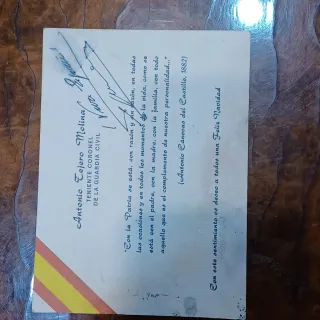 Antonio Tejero Molina
TENIENTE CORONEL
DE LA GUARDIA CIVIL
"Con la Patria se está, con razón y sin razón, en todas
las ocasiones y en todos los momentos de la vida, como se
está con el padre, con la madre, con la familia, con todo
aquello que es el complemento de nuestra personalidad..."
(Antonio Cánovas del Castillo, 1882)
Con este sentimiento os deseo a todos una Feliz Navidad